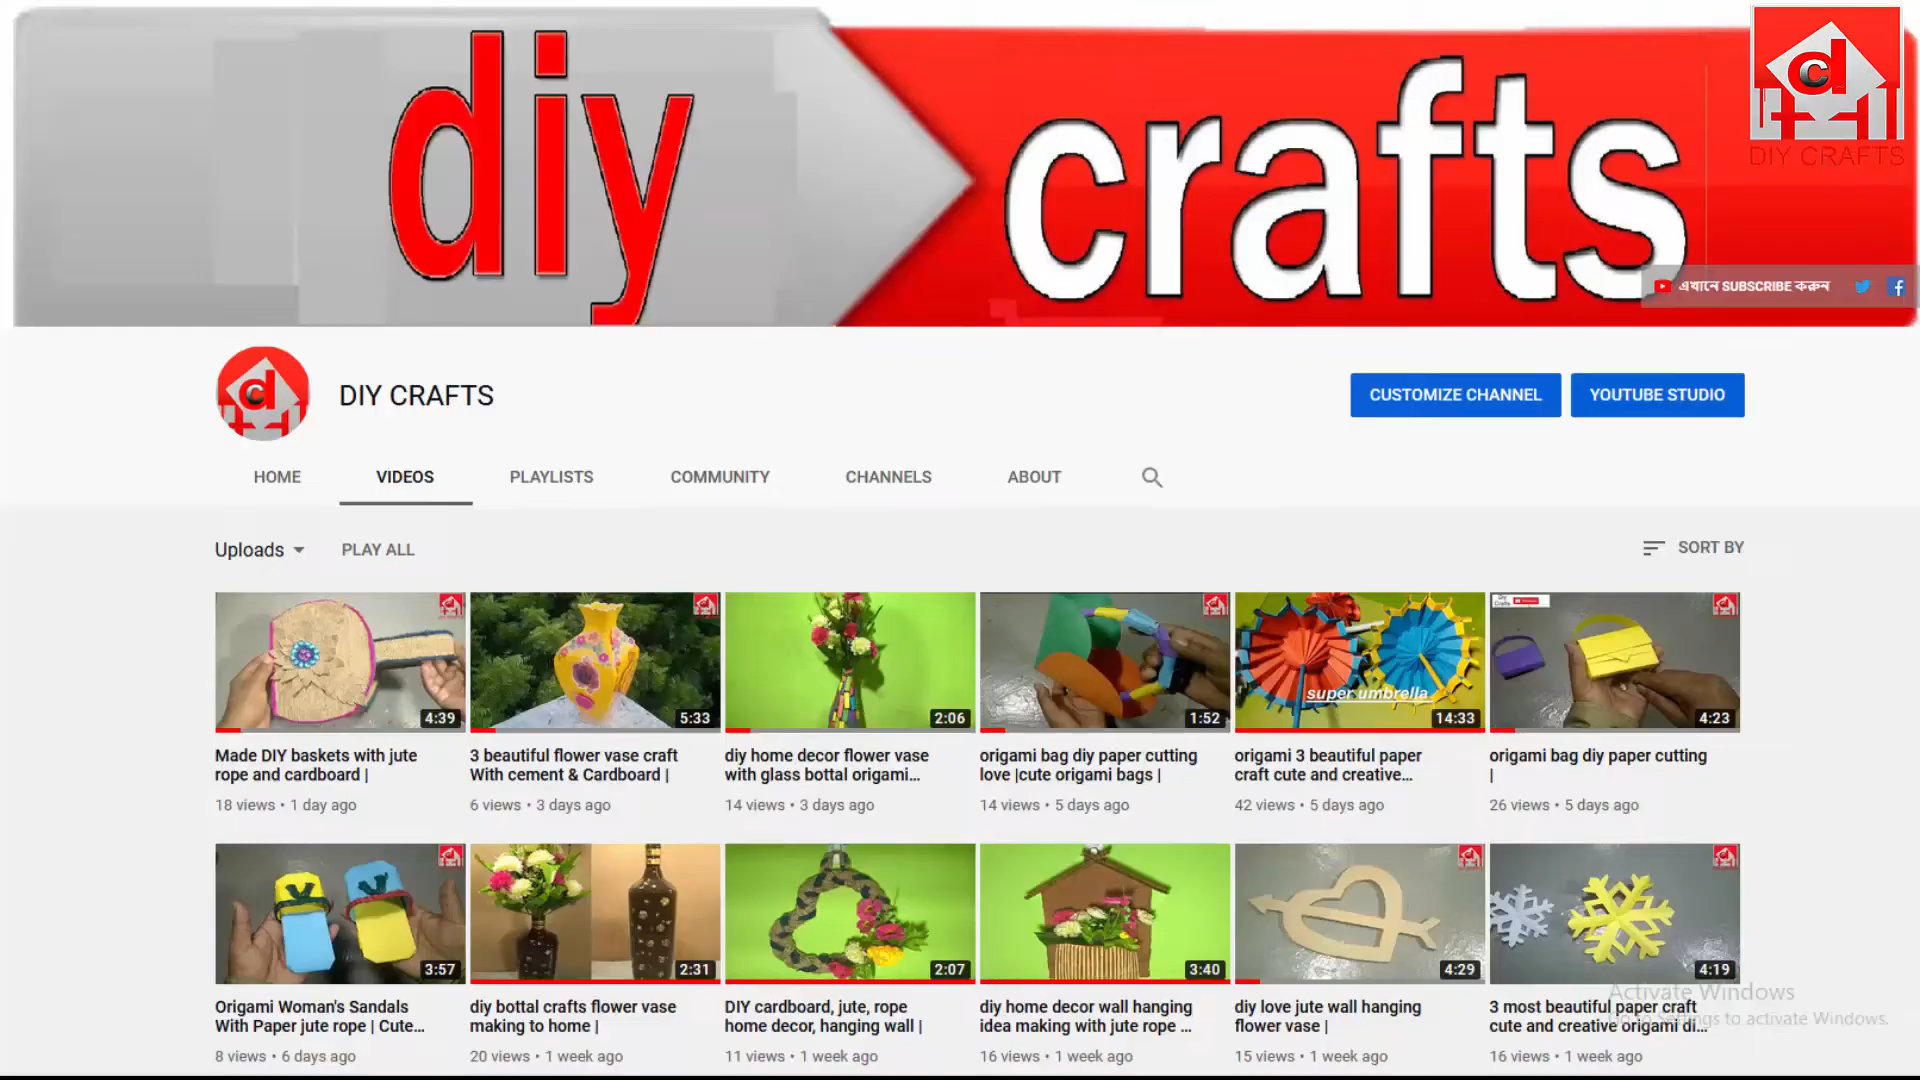 diy
crafts
DIY CRAFTS
এখানে SUBSCRIBE করুন
DIY CRAFTS
CUSTOMIZE CHANNEL
YOUTUBE STUDIO
HOME
VIDEOS
PLAYLISTS
COMMUNITY
CHANNELS
ABOUT
Uploads
PLAY ALL
SORT BY
4:39
5:33
2:06
1:52
super umbrella
14:33
4:23
Made DIY baskets with jute
rope and cardboard |
18 views • 1 day ago
3 beautiful flower vase craft
With cement & Cardboard |
6 views • 3 days ago
diy home decor flower vase
with glass bottal origami...
14 views • 3 days ago
origami bag diy paper cutting
love |cute origami bags |
14 views • 5 days ago
origami 3 beautiful paper
craft cute and creative...
42 views • 5 days ago
origami bag diy paper cutting
|
26 views • 5 days ago
3:57
2:31
2:07
3:40
4:29
4:19
Origami Woman's Sandals
With Paper jute rope | Cute...
8 views • 6 days ago
diy bottal crafts flower vase
making to home |
20 views • 1 week ago
DIY cardboard, jute, rope
home decor, hanging wall |
11 views • 1 week ago
diy home decor wall hanging
idea making with jute rope ...
16 views • 1 week ago
diy love jute wall hanging
flower vase |
15 views • 1 week ago
3 most beautiful paper craft
cute and creative origami di...
16 views • 1 week ago
Activate Windows
Go to Settings to activate Windows.